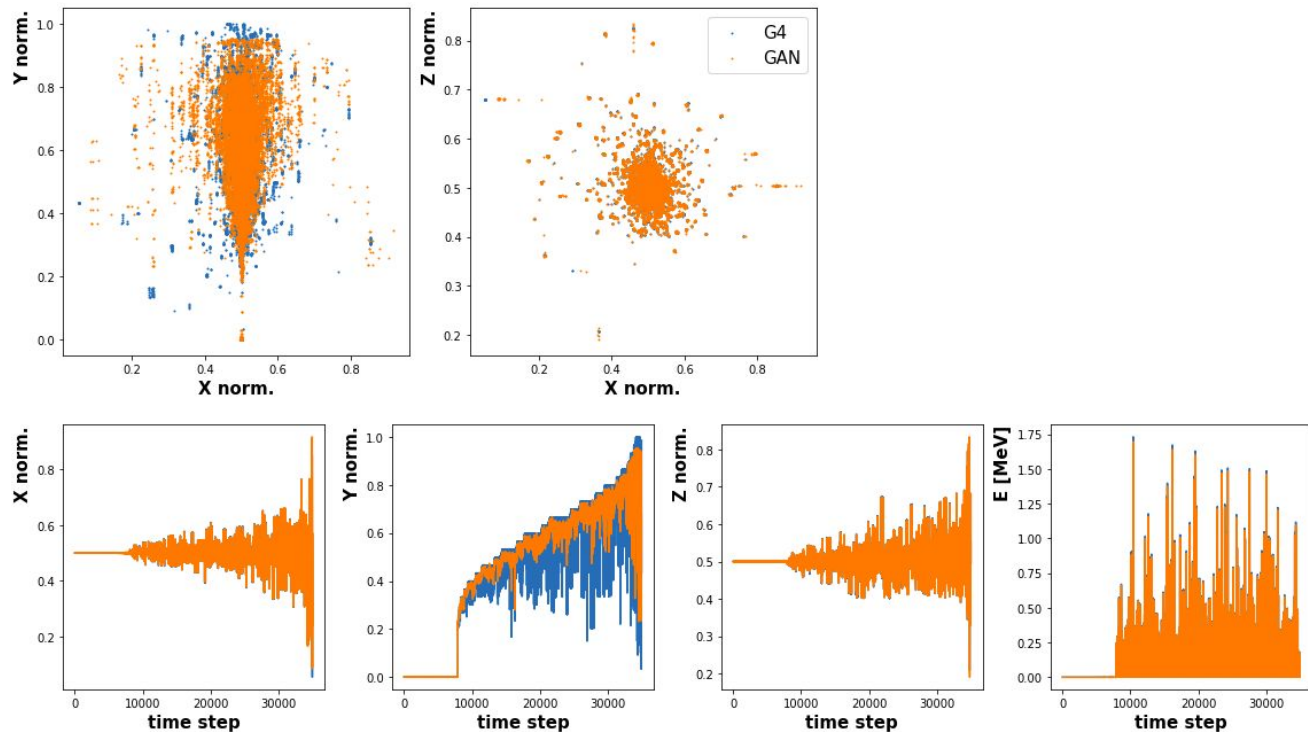 Y norm.
1.0
0.8
0.6
0.4
0.2
0.0
0.2 0.4 0.6 0.8
X norm.
Z norm.
0.8
0.7
0.6
0.5
0.4
0.3
0.2
0.2 0.4 0.6 0.8
X norm.
G4
GAN
X norm.
0.8
0.6
0.4
0.2
0 10000 20000 30000
time step
Y norm.
1.0
0.8
0.6
0.4
0.2
0.0
0 10000 20000 30000
time step
Z norm.
0.8
0.7
0.6
0.5
0.4
0.3
0.2
0 10000 20000 30000
time step
E [MeV]
1.75
1.50
1.25
1.00
0.75
0.50
0.25
0.00
0 10000 20000 30000
time step